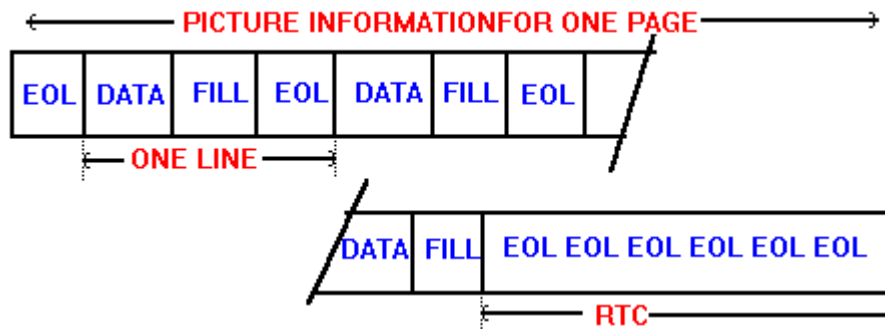 PICTURE INFORMATIONFOR ONE PAGE
EOL DATA FILL EOL DATA FILL EOL
ONE LINE
DATA FILL EOL EOL EOL EOL EOL EOL
RTC